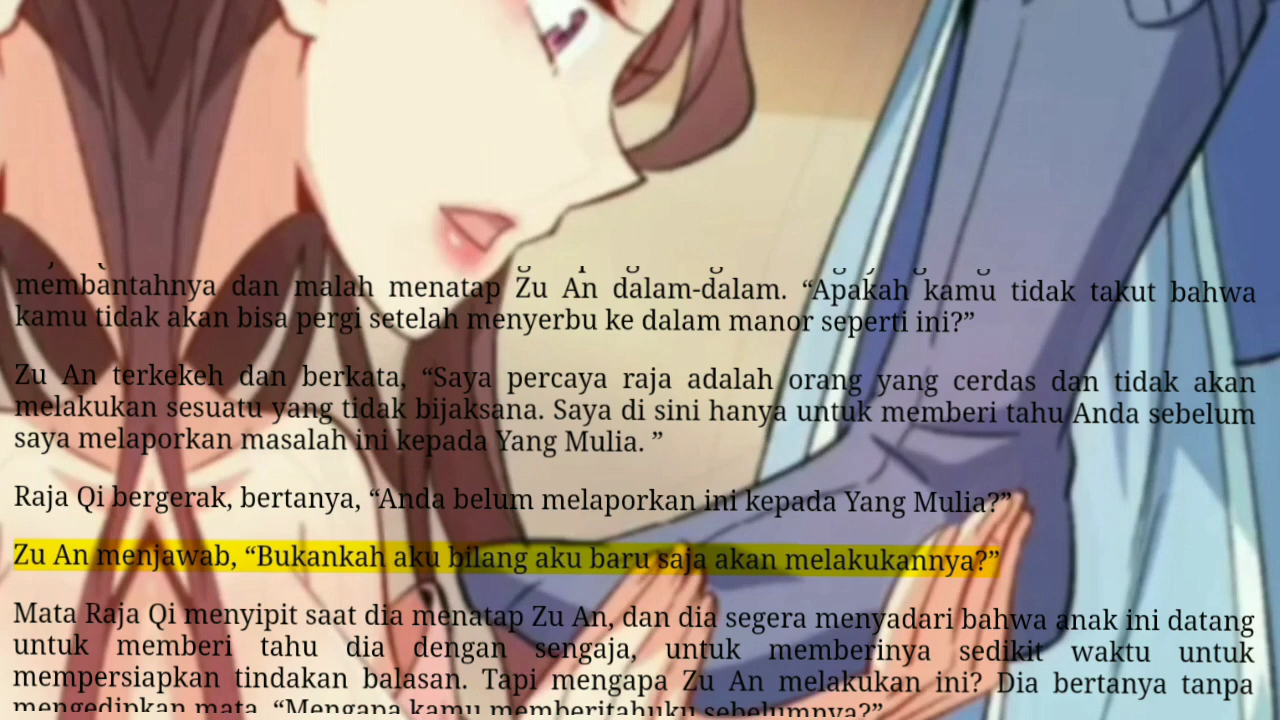 membantahnya dan malah menatap Zu An dalam-dalam. “Apakah kamu tidak takut bahwa
kamu tidak akan bisa pergi setelah menyerbu ke dalam manor seperti ini?”
Zu An terkekeh dan berkata, “Saya percaya raja adalah orang yang cerdas dan tidak akan
melakukan sesuatu yang tidak bijaksana. Saya di sini hanya untuk memberi tahu Anda sebelum
saya melaporkan masalah ini kepada Yang Mulia. ”
Raja Qi bergerak, bertanya, “Anda belum melaporkan ini kepada Yang Mulia?”
Zu An menjawab, “Bukankah aku bilang aku baru saja akan melakukannya?”
Mata Raja Qi menyipit saat dia menatap Zu An, dan dia segera menyadari bahwa anak ini datang
untuk memberi tahu dia dengan sengaja, untuk memberinya sedikit waktu untuk
mempersiapkan tindakan balasan. Tapi mengapa Zu An melakukan ini? Dia bertanya tanpa
mengedipkan mata, “Mengapa kamu memberitahuku sebelumnya?”